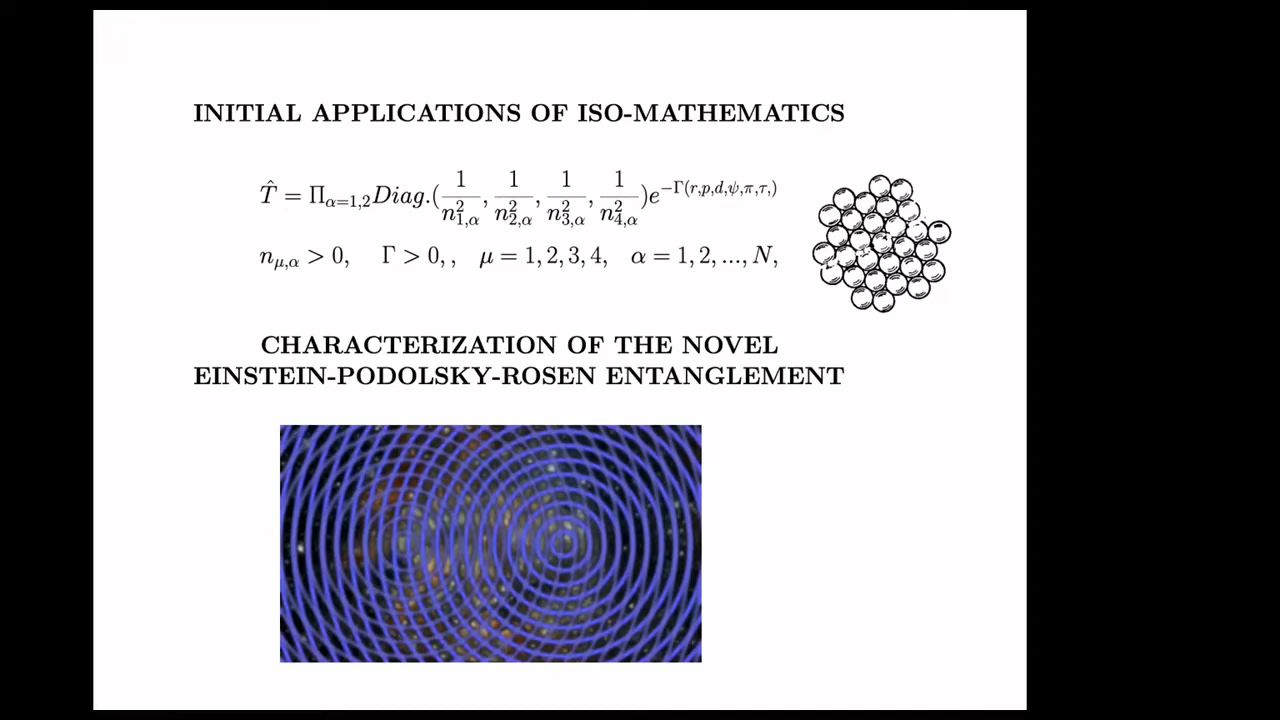 INITIAL APPLICATIONS OF ISO-MATHEMATICS
T̂ = Π_{α=1,2}Diag.(1/n²_{1,α}, 1/n²_{2,α}, 1/n²_{3,α}, 1/n²_{4,α})e^{−Γ(r,p,d,ψ,π,τ,)}
n_{μ,α} > 0, Γ > 0, , μ = 1, 2, 3, 4, α = 1, 2, ..., N,
CHARACTERIZATION OF THE NOVEL
EINSTEIN-PODOLSKY-ROSEN ENTANGLEMENT